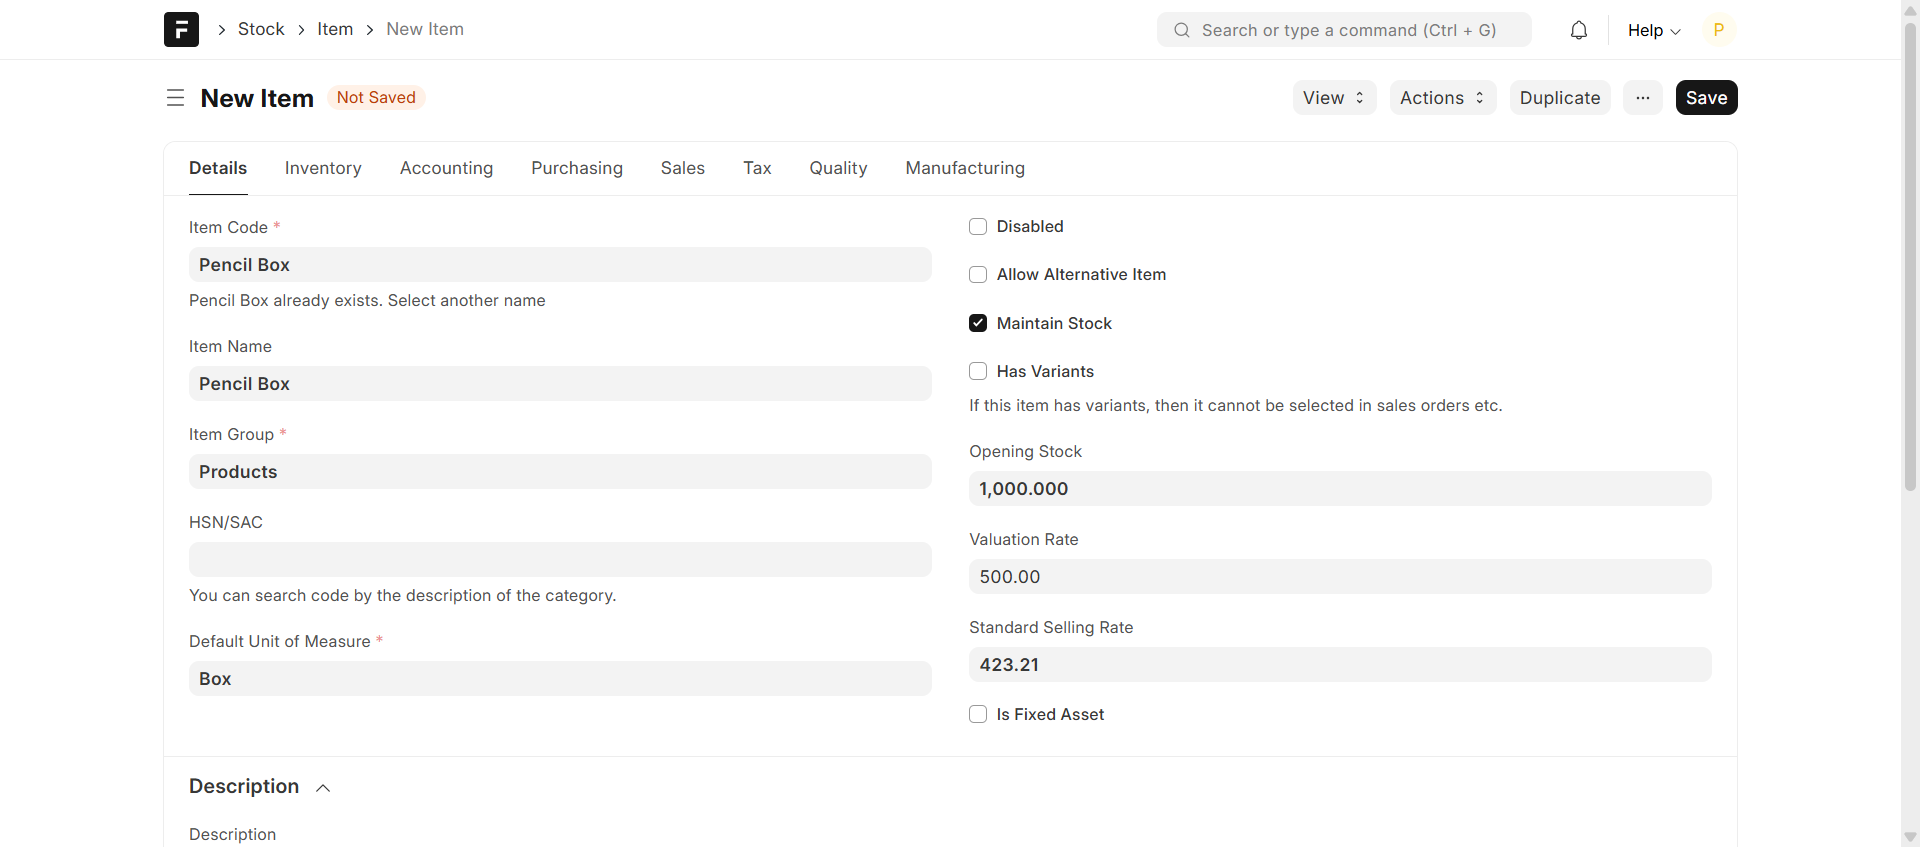 Stock Item New Item
Search or type a command (Ctrl + G)
Help
P
New Item
Not Saved
View
Actions
Duplicate
Save
Details Inventory Accounting Purchasing Sales Tax Quality Manufacturing
Item Code *
Pencil Box
Pencil Box already exists. Select another name
Item Name
Pencil Box
Item Group *
Products
HSN/SAC
You can search code by the description of the category.
Default Unit of Measure *
Box
Disabled
Allow Alternative Item
Maintain Stock
Has Variants
If this item has variants, then it cannot be selected in sales orders etc.
Opening Stock
1,000.000
Valuation Rate
500.00
Standard Selling Rate
423.21
Is Fixed Asset
Description
Description